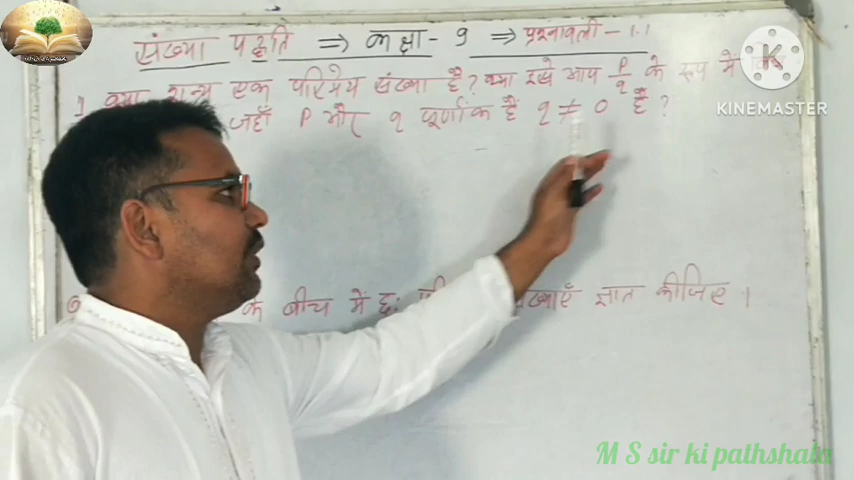 संख्या पद्धति ⇒ कक्षा - 9 ⇒ प्रश्नावली - 1.1
1 क्या शून्य एक परिमेय संख्या है? क्या इसे आप p/q के रूप में
जहाँ P और q पूर्णांक हैं q ≠ 0 है ?
के बीच में छः संख्याएँ ज्ञात कीजिए ।
KINEMASTER
M S sir ki pathshala